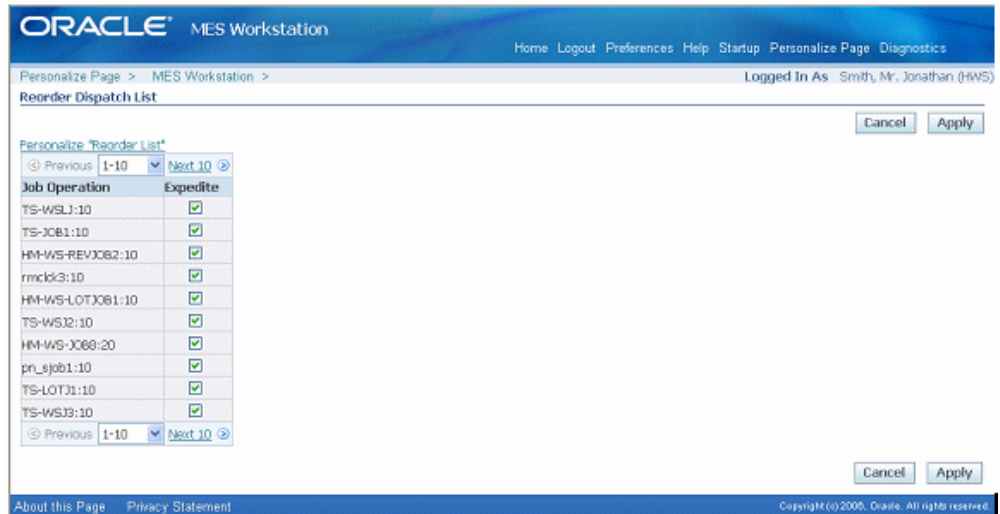 ORACLE® MES Workstation
Home Logout Preferences Help Startup Personalize Page Diagnostics
Personalize Page > MES Workstation > Logged In As Smith, Mr. Jonathan (HWS)
Reorder Dispatch List
Cancel Apply
Personalize "Reorder List"
Previous 1-10 Next 10
Job Operation Expedite
TS-WSLJ:10
TS-JOB1:10
HM-WS-REVJOB2:10
rmclck3:10
HM-WS-LOTJOB1:10
TS-WSJ2:10
HM-WS-JOB8:20
pn_sjob1:10
TS-LOTJ1:10
TS-WSJ3:10
Previous 1-10 Next 10
Cancel Apply
About this Page Privacy Statement Copyright (c) 2006, Oracle. All rights reserved.